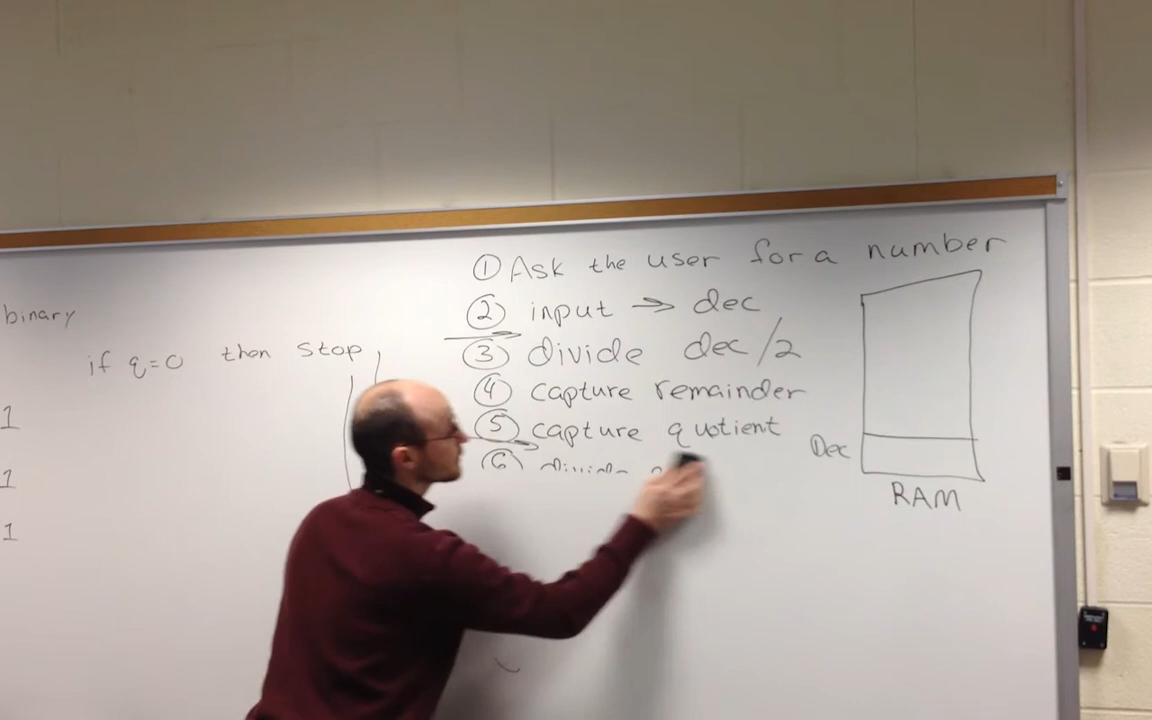 binary
if q=0 then stop
1
1
1
① Ask the user for a number
② input → dec
③ divide dec/2
④ capture remainder
⑤ capture quotient
⑥ divide
Dec
RAM